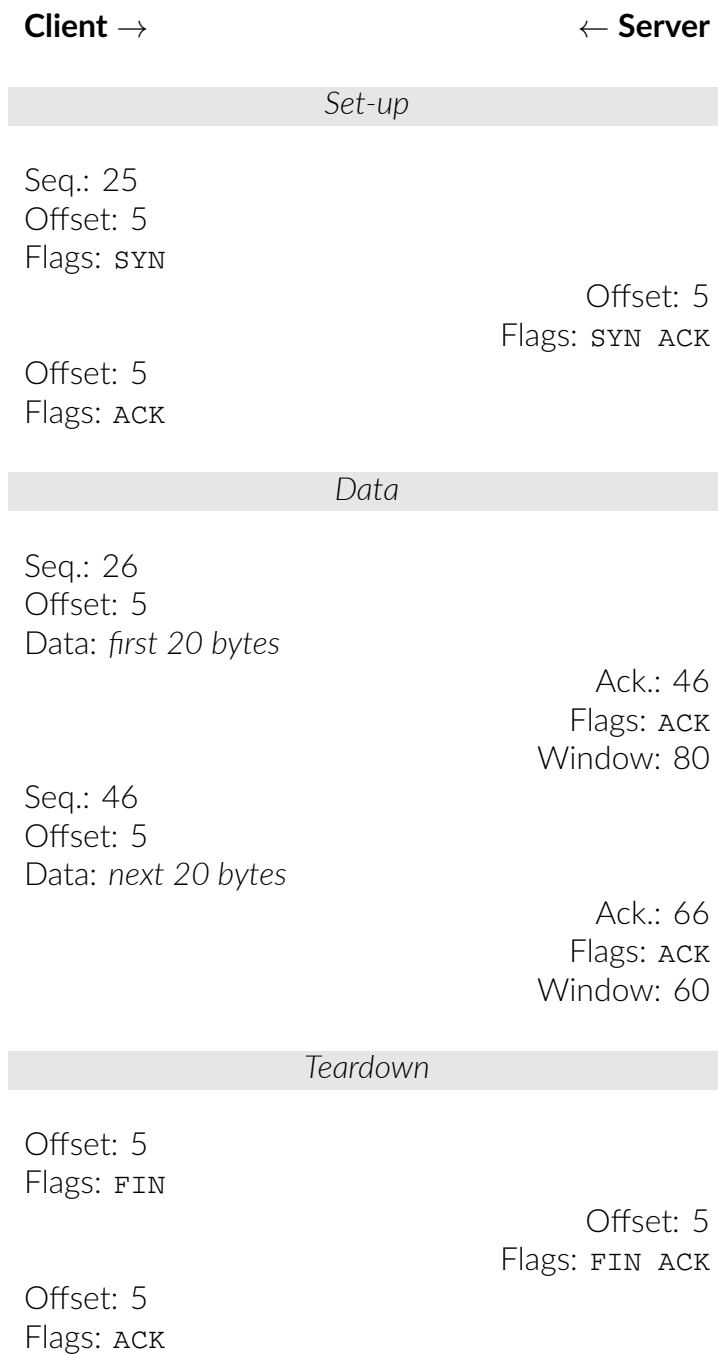 Client → ← Server
Set-up
Seq.: 25
Offset: 5
Flags: SYN
Offset: 5
Flags: SYN ACK
Offset: 5
Flags: ACK
Data
Seq.: 26
Offset: 5
Data: first 20 bytes
Ack.: 46
Flags: ACK
Window: 80
Seq.: 46
Offset: 5
Data: next 20 bytes
Ack.: 66
Flags: ACK
Window: 60
Teardown
Offset: 5
Flags: FIN
Offset: 5
Flags: FIN ACK
Offset: 5
Flags: ACK